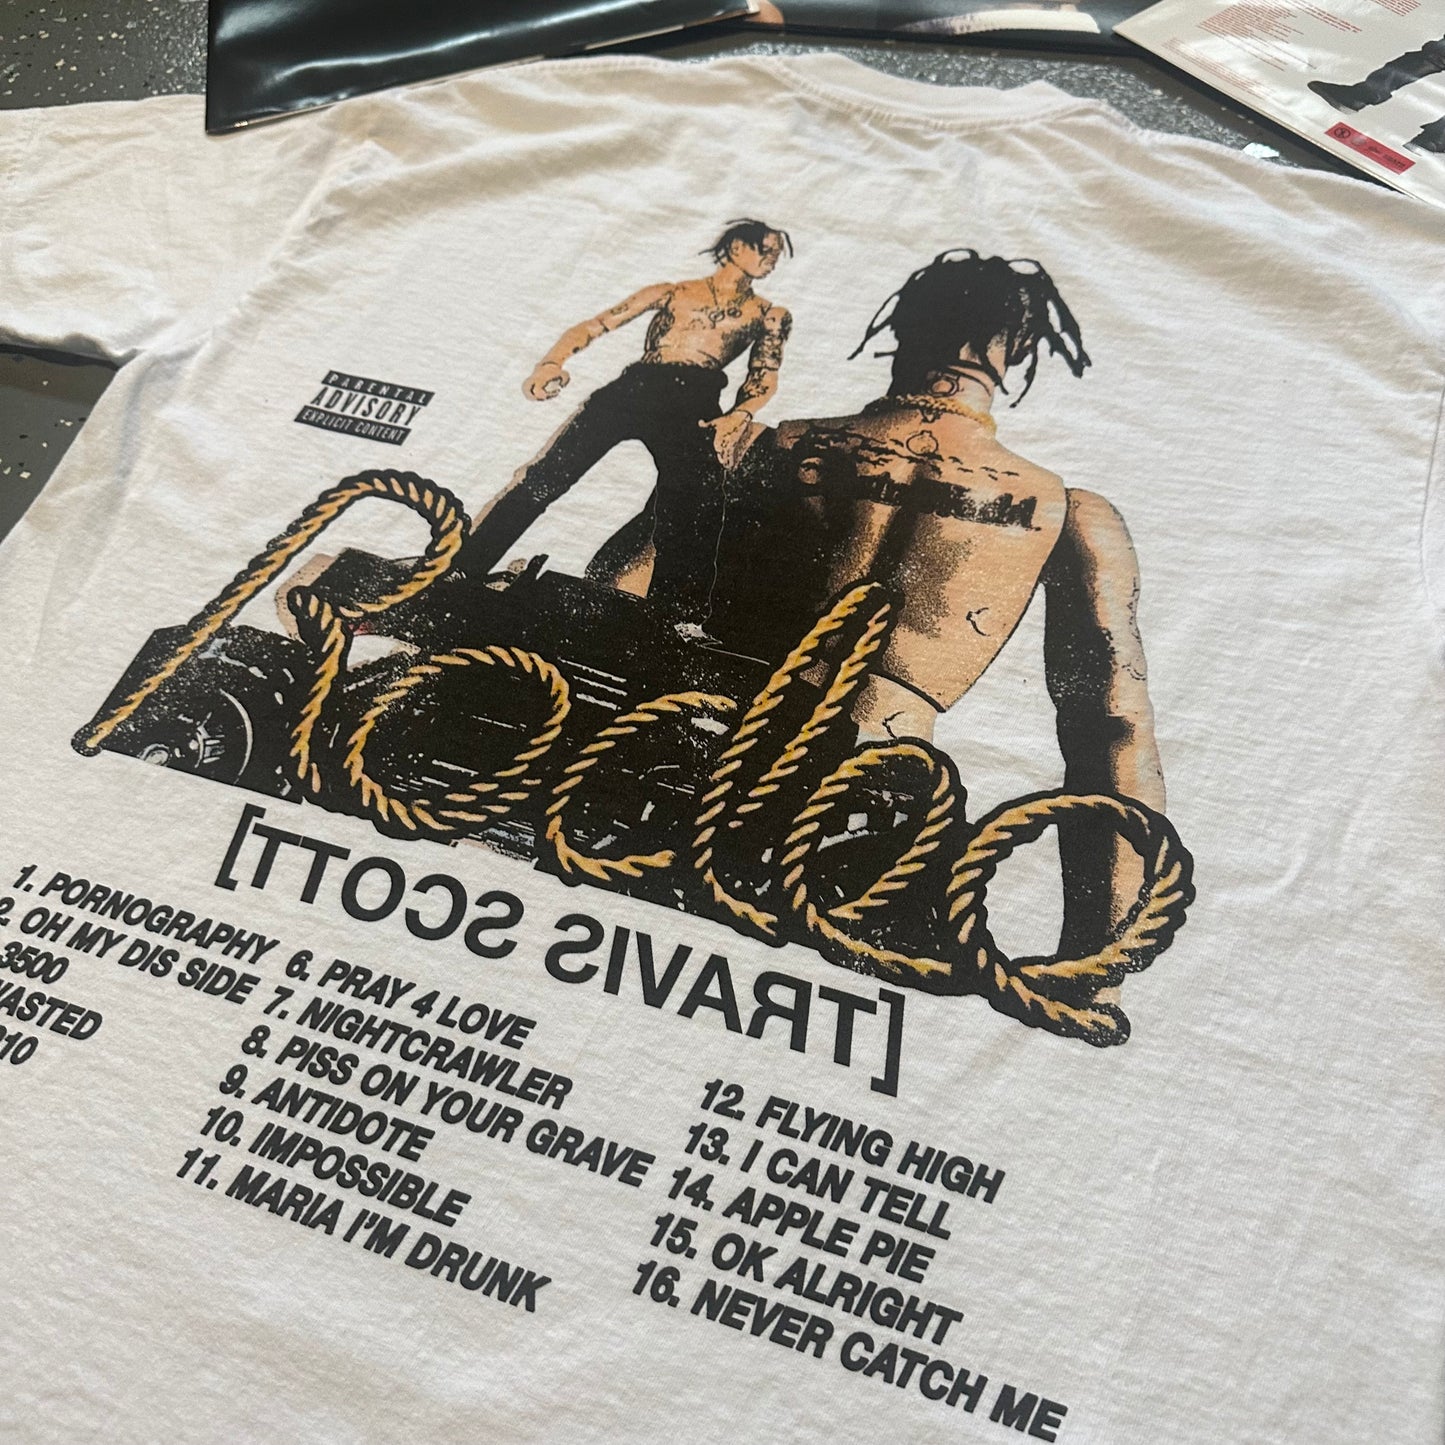 PARENTAL
ADVISORY
EXPLICIT CONTENT
Rodeo
[TRAVIS SCOTT]
1. PORNOGRAPHY
2. OH MY DIS SIDE
3500
WASTED
6. PRAY 4 LOVE
7. NIGHTCRAWLER
8. PISS ON YOUR GRAVE
9. ANTIDOTE
10. IMPOSSIBLE
11. MARIA I'M DRUNK
12. FLYING HIGH
13. I CAN TELL
14. APPLE PIE
15. OK ALRIGHT
16. NEVER CATCH ME